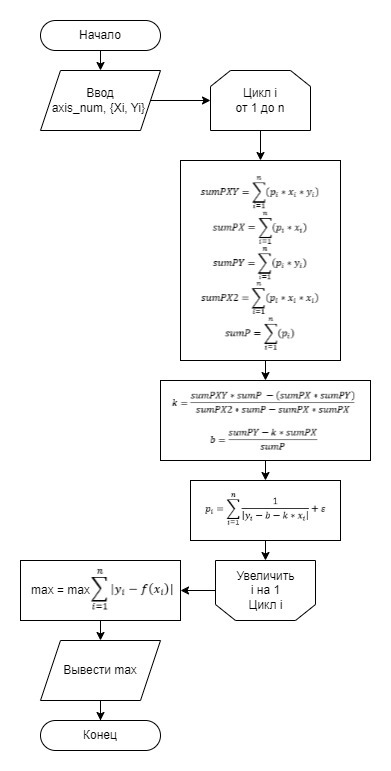 Начало
Ввод
axis_num, {Xi, Yi}
Цикл i
от 1 до n
sumPXY = ∑_{i=1}^{n} (p_i * x_i * y_i)
sumPX = ∑_{i=1}^{n} (p_i * x_i)
sumPY = ∑_{i=1}^{n} (p_i * y_i)
sumPX2 = ∑_{i=1}^{n} (p_i * x_i * x_i)
sumP = ∑_{i=1}^{n} (p_i)
k = (sumPXY * sumP − (sumPX * sumPY)) / (sumPX2 * sumP − sumPX * sumPX)
b = (sumPY − k * sumPX) / sumP
p_i = ∑_{i=1}^{n} 1 / |y_i − b − k * x_i| + ε
Увеличить
i на 1
Цикл i
max = max ∑_{i=1}^{n} |y_i − f(x_i)|
Вывести max
Конец